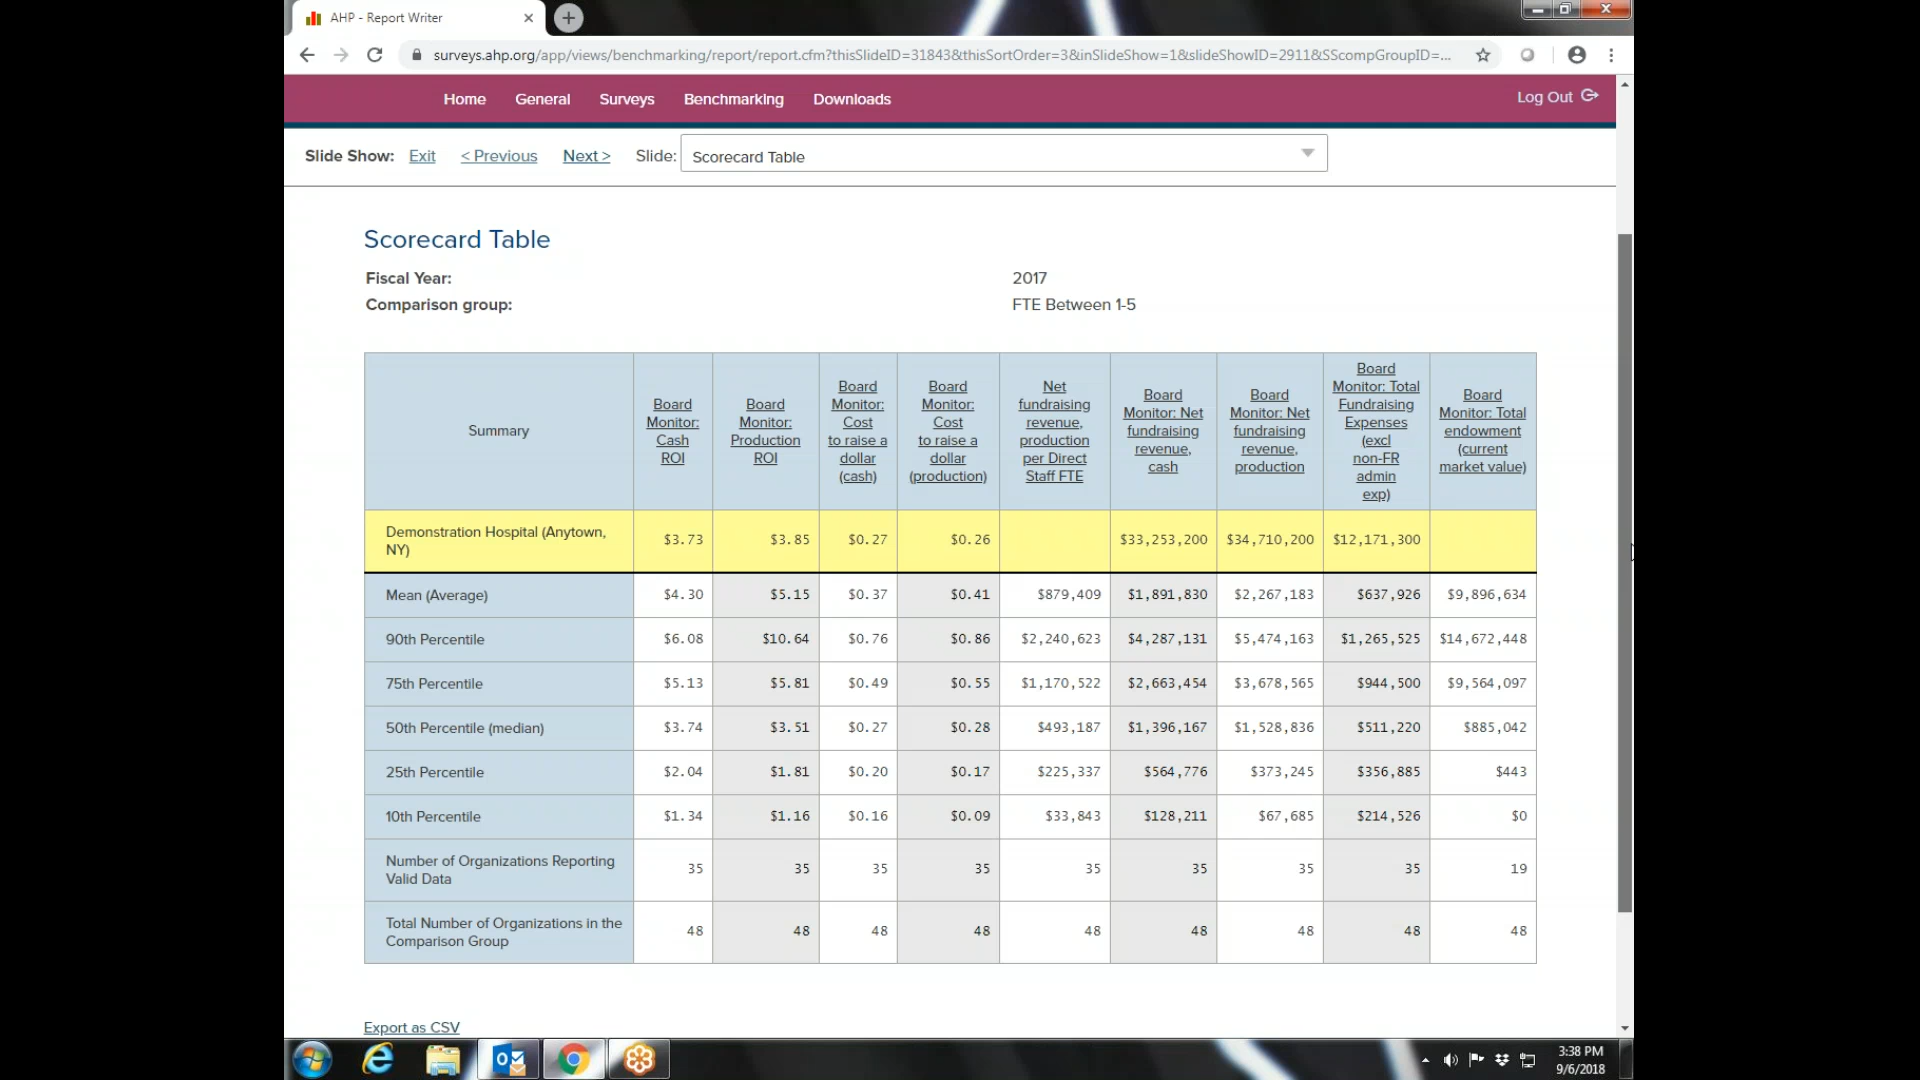 AHP - Report Writer
surveys.ahp.org/app/views/benchmarking/report/report.cfm?thisSlideID=31843&thisSortOrder=3&inSlideShow=1&slideShowID=2911&SScompGroupID=...
Home General Surveys Benchmarking Downloads Log Out
Slide Show: Exit < Previous Next > Slide: Scorecard Table
Scorecard Table
Fiscal Year: 2017
Comparison group: FTE Between 1-5
Summary
Board
Monitor:
Cash
ROI
Board
Monitor:
Production
ROI
Board
Monitor:
Cost
to raise a
dollar
(cash)
Board
Monitor:
Cost
to raise a
dollar
(production)
Net
fundraising
revenue,
production
per Direct
Staff FTE
Board
Monitor: Net
fundraising
revenue,
cash
Board
Monitor: Net
fundraising
revenue,
production
Board
Monitor: Total
Fundraising
Expenses
(excl
non-FR
admin
exp)
Board
Monitor: Total
endowment
(current
market value)
Demonstration Hospital (Anytown,
NY)
$3.73 $3.85 $0.27 $0.26 $33,253,200 $34,710,200 $12,171,300
Mean (Average) $4.30 $5.15 $0.37 $0.41 $879,409 $1,891,830 $2,267,183 $637,926 $9,896,634
90th Percentile $6.08 $10.64 $0.76 $0.86 $2,240,623 $4,287,131 $5,474,163 $1,265,525 $14,672,448
75th Percentile $5.13 $5.81 $0.49 $0.55 $1,170,522 $2,663,454 $3,678,565 $944,500 $9,564,097
50th Percentile (median) $3.74 $3.51 $0.27 $0.28 $493,187 $1,396,167 $1,528,836 $511,220 $885,042
25th Percentile $2.04 $1.81 $0.20 $0.17 $225,337 $564,776 $373,245 $356,885 $443
10th Percentile $1.34 $1.16 $0.16 $0.09 $33,843 $128,211 $67,685 $214,526 $0
Number of Organizations Reporting
Valid Data
35 35 35 35 35 35 35 35 19
Total Number of Organizations in the
Comparison Group
48 48 48 48 48 48 48 48 48
Export as CSV
3:38 PM
9/6/2018